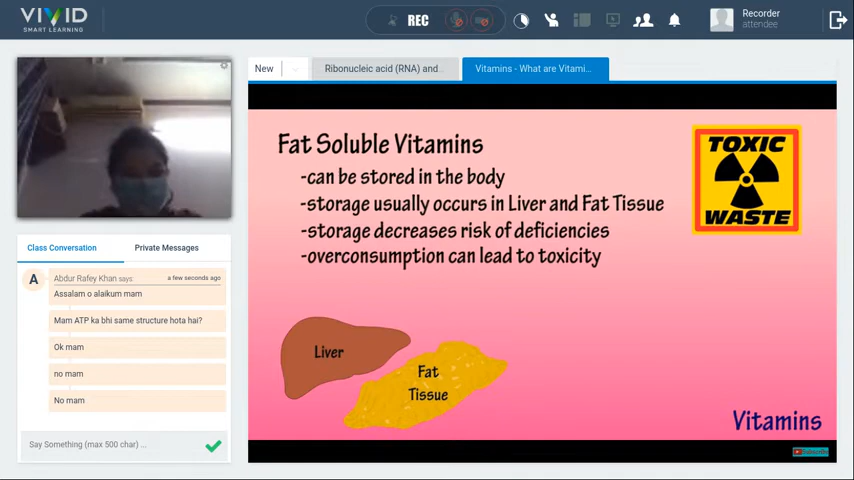 VIVID
SMART LEARNING
REC
Recorder
attendee
New
Ribonucleic acid (RNA) and...
Vitamins - What are Vitami...
Fat Soluble Vitamins
-can be stored in the body
-storage usually occurs in Liver and Fat Tissue
-storage decreases risk of deficiencies
-overconsumption can lead to toxicity
TOXIC
WASTE
Liver
Fat
Tissue
Vitamins
Subscribe
Class Conversation
Private Messages
A
Abdur Rafey Khan says:
a few seconds ago
Assalam o alaikum mam
Mam ATP ka bhi same structure hota hai?
Ok mam
no mam
No mam
Say Something (max 500 char) ...